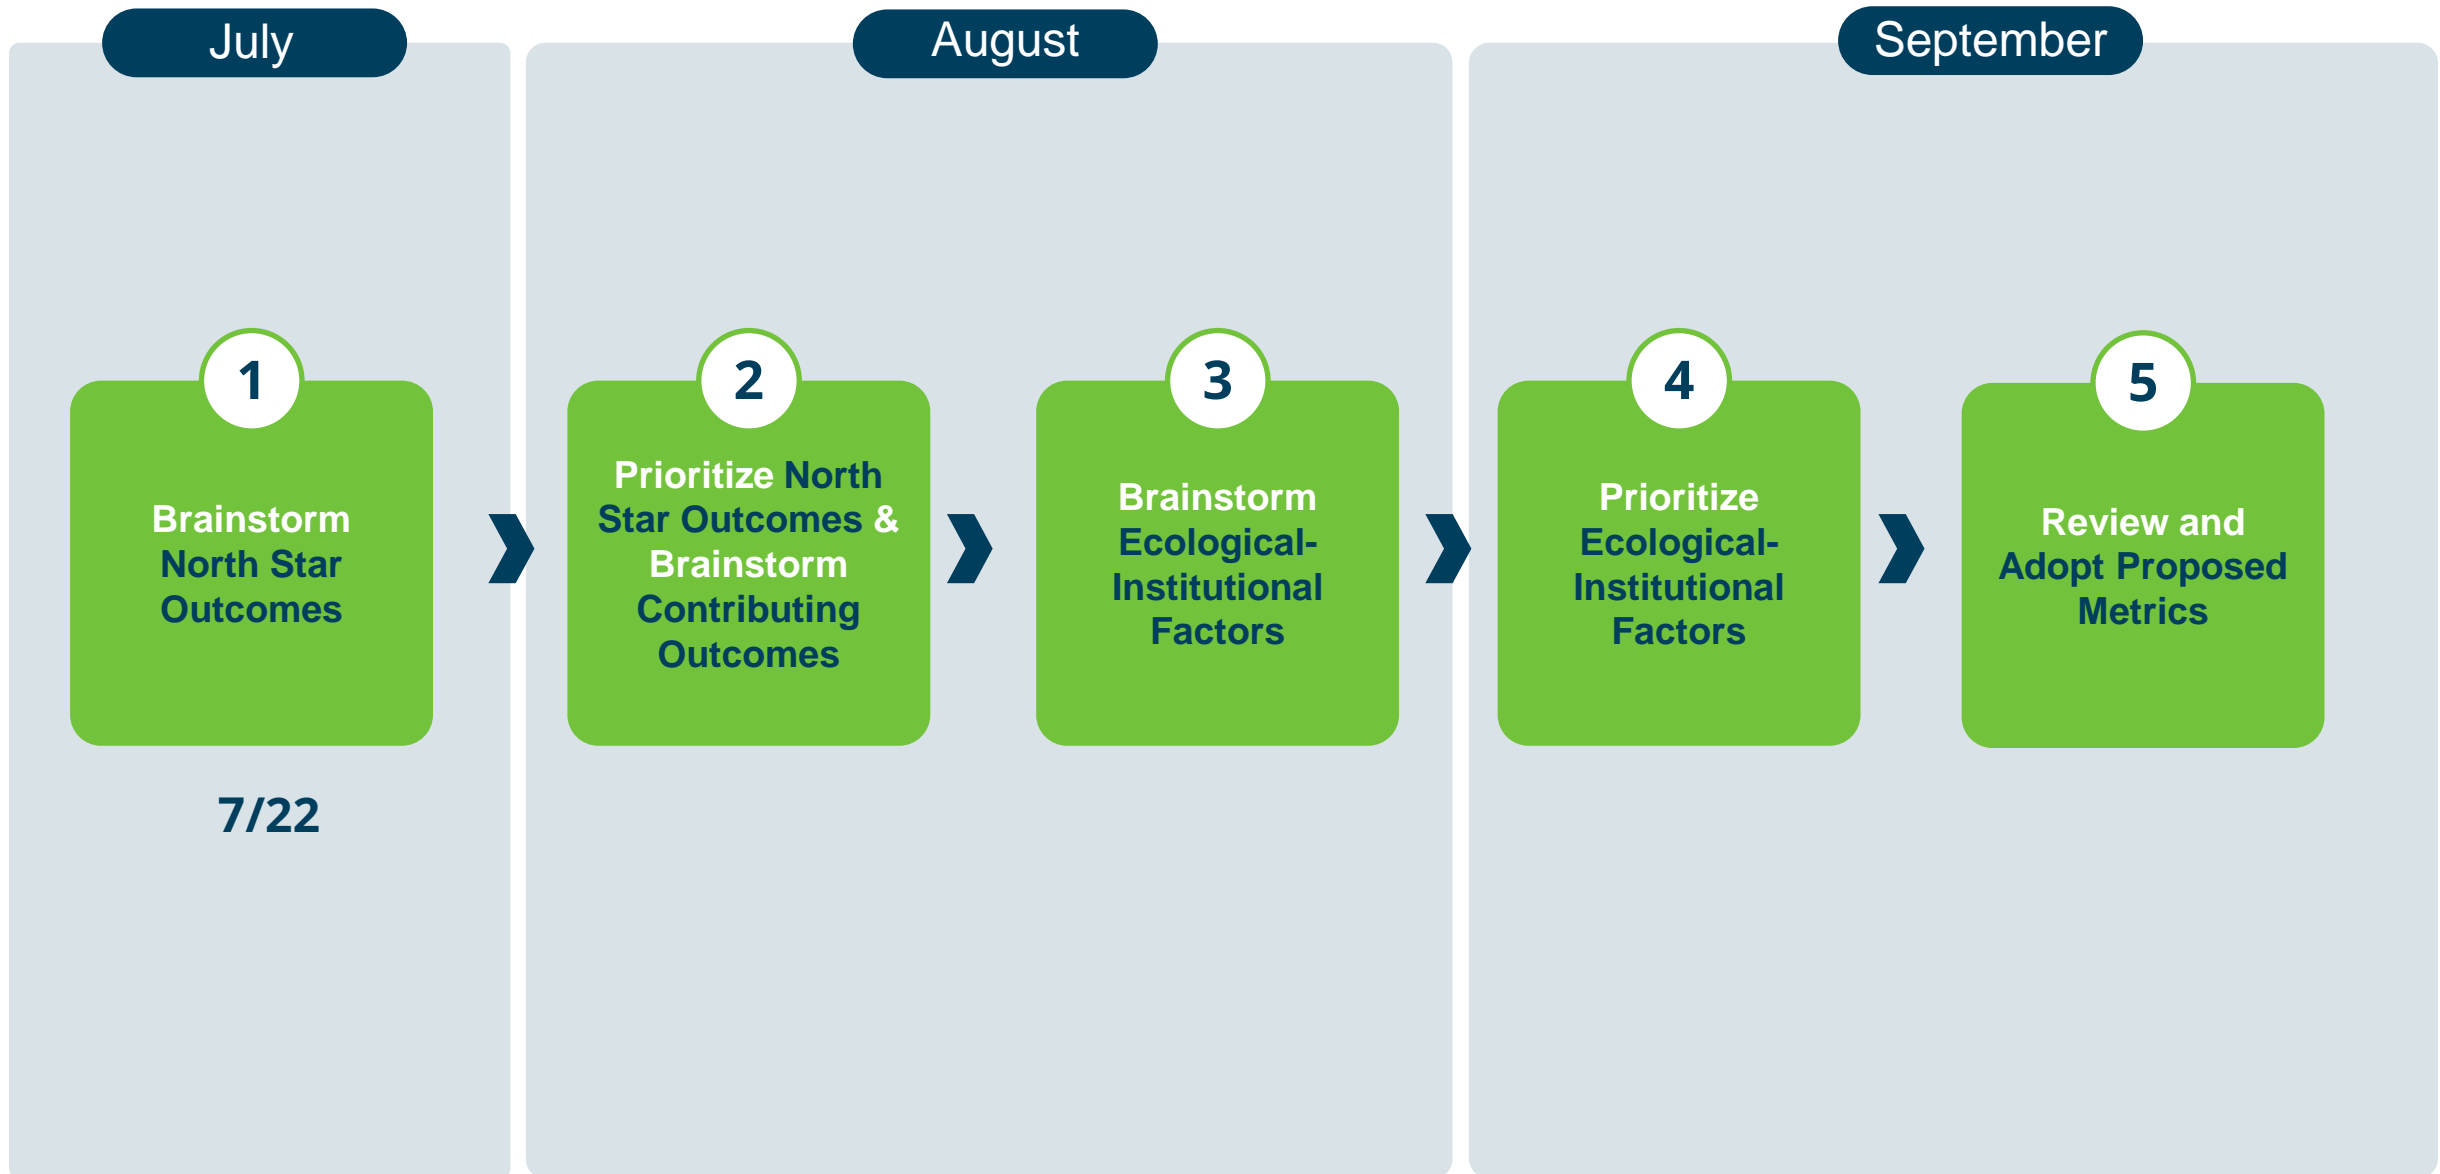 July
August
September
1
Brainstorm
North Star
Outcomes
7/22
2
Prioritize North
Star Outcomes &
Brainstorm
Contributing
Outcomes
3
Brainstorm
Ecological-
Institutional
Factors
4
Prioritize
Ecological-
Institutional
Factors
5
Review and
Adopt Proposed
Metrics